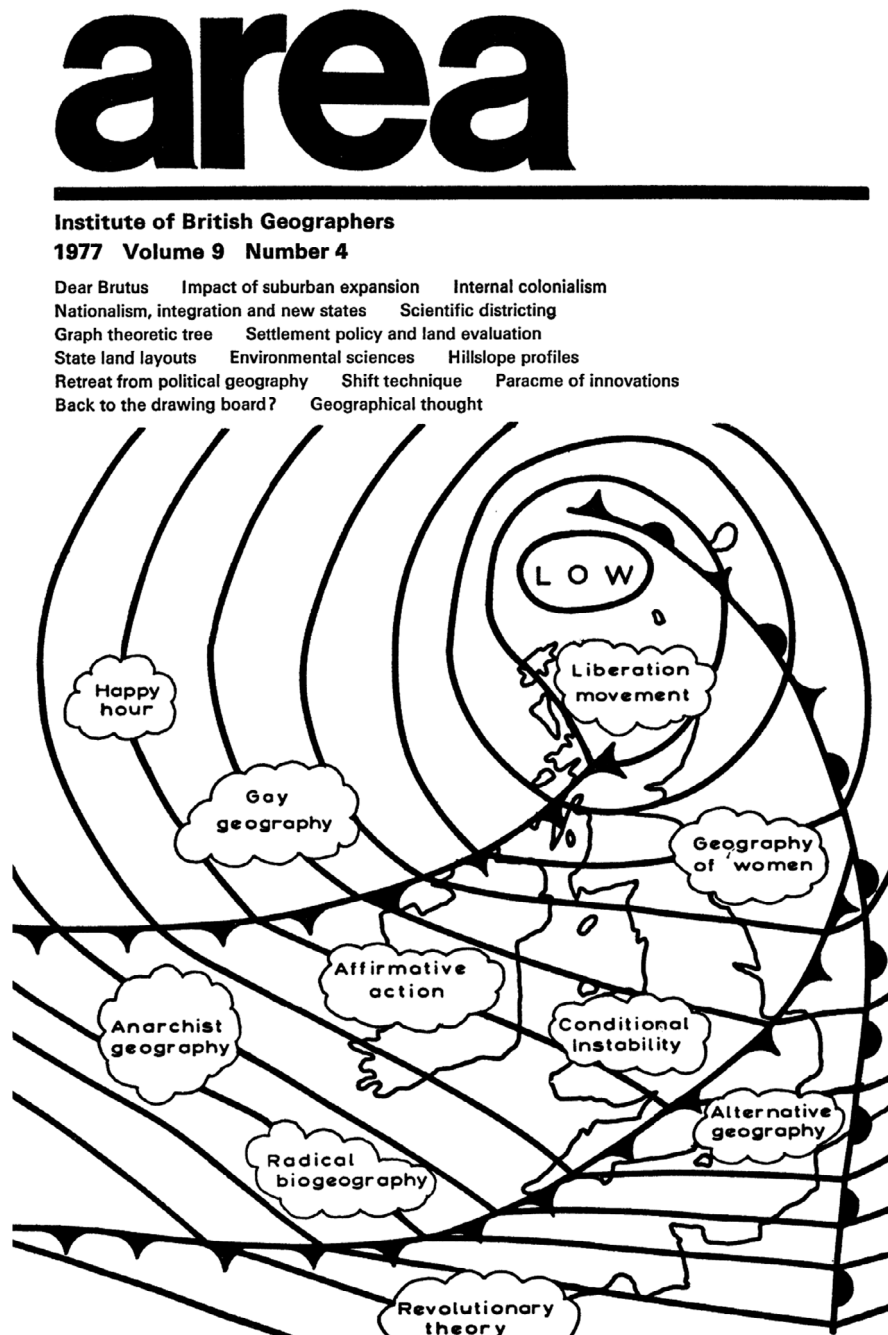 area
Institute of British Geographers
1977 Volume 9 Number 4
Dear Brutus Impact of suburban expansion Internal colonialism
Nationalism, integration and new states Scientific districting
Graph theoretic tree Settlement policy and land evaluation
State land layouts Environmental sciences Hillslope profiles
Retreat from political geography Shift technique Paracme of innovations
Back to the drawing board? Geographical thought
LOW
Liberation
movement
Happy
hour
Gay
geography
Geography
of women
Affirmative
action
Anarchist
geography
Conditional
Instability
Alternative
geography
Radical
biogeography
Revolutionary
theory